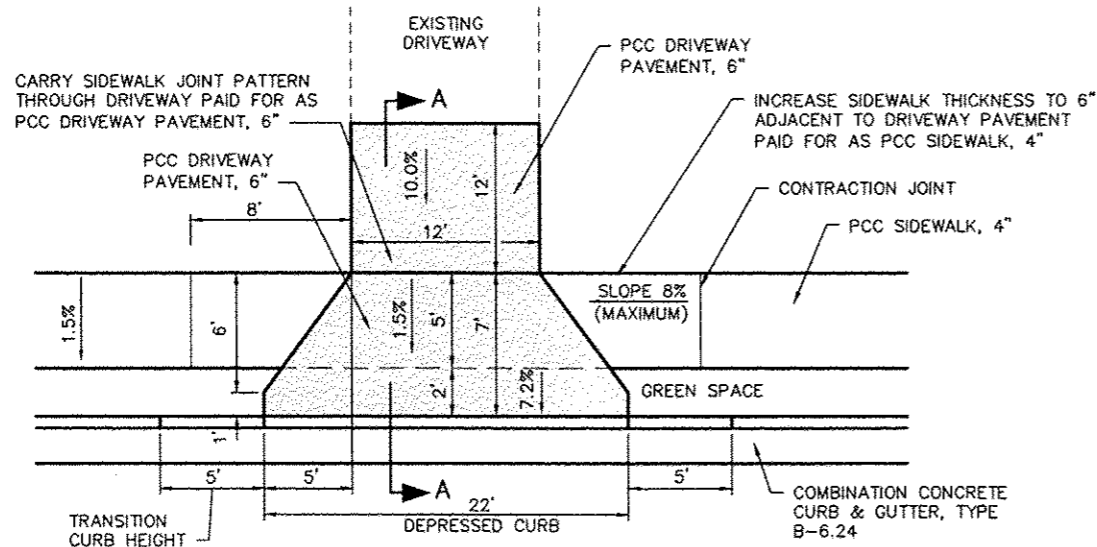 EXISTING
DRIVEWAY
PCC DRIVEWAY
PAVEMENT, 6"
CARRY SIDEWALK JOINT PATTERN
THROUGH DRIVEWAY PAID FOR AS
PCC DRIVEWAY PAVEMENT, 6"
A
INCREASE SIDEWALK THICKNESS TO 6"
ADJACENT TO DRIVEWAY PAVEMENT
PAID FOR AS PCC SIDEWALK, 4"
PCC DRIVEWAY
PAVEMENT, 6"
10.0%
12'
CONTRACTION JOINT
8'
12'
PCC SIDEWALK, 4"
1.5%
6'
1.5%
5'
7'
SLOPE 8%
(MAXIMUM)
2'
7.2%
GREEN SPACE
1'
5'
5'
A
5'
22'
DEPRESSED CURB
TRANSITION
CURB HEIGHT
COMBINATION CONCRETE
CURB & GUTTER, TYPE
B-6.24